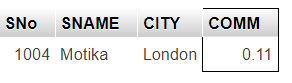 SNo SNAME CITY COMM
1004 Motika London 0.11